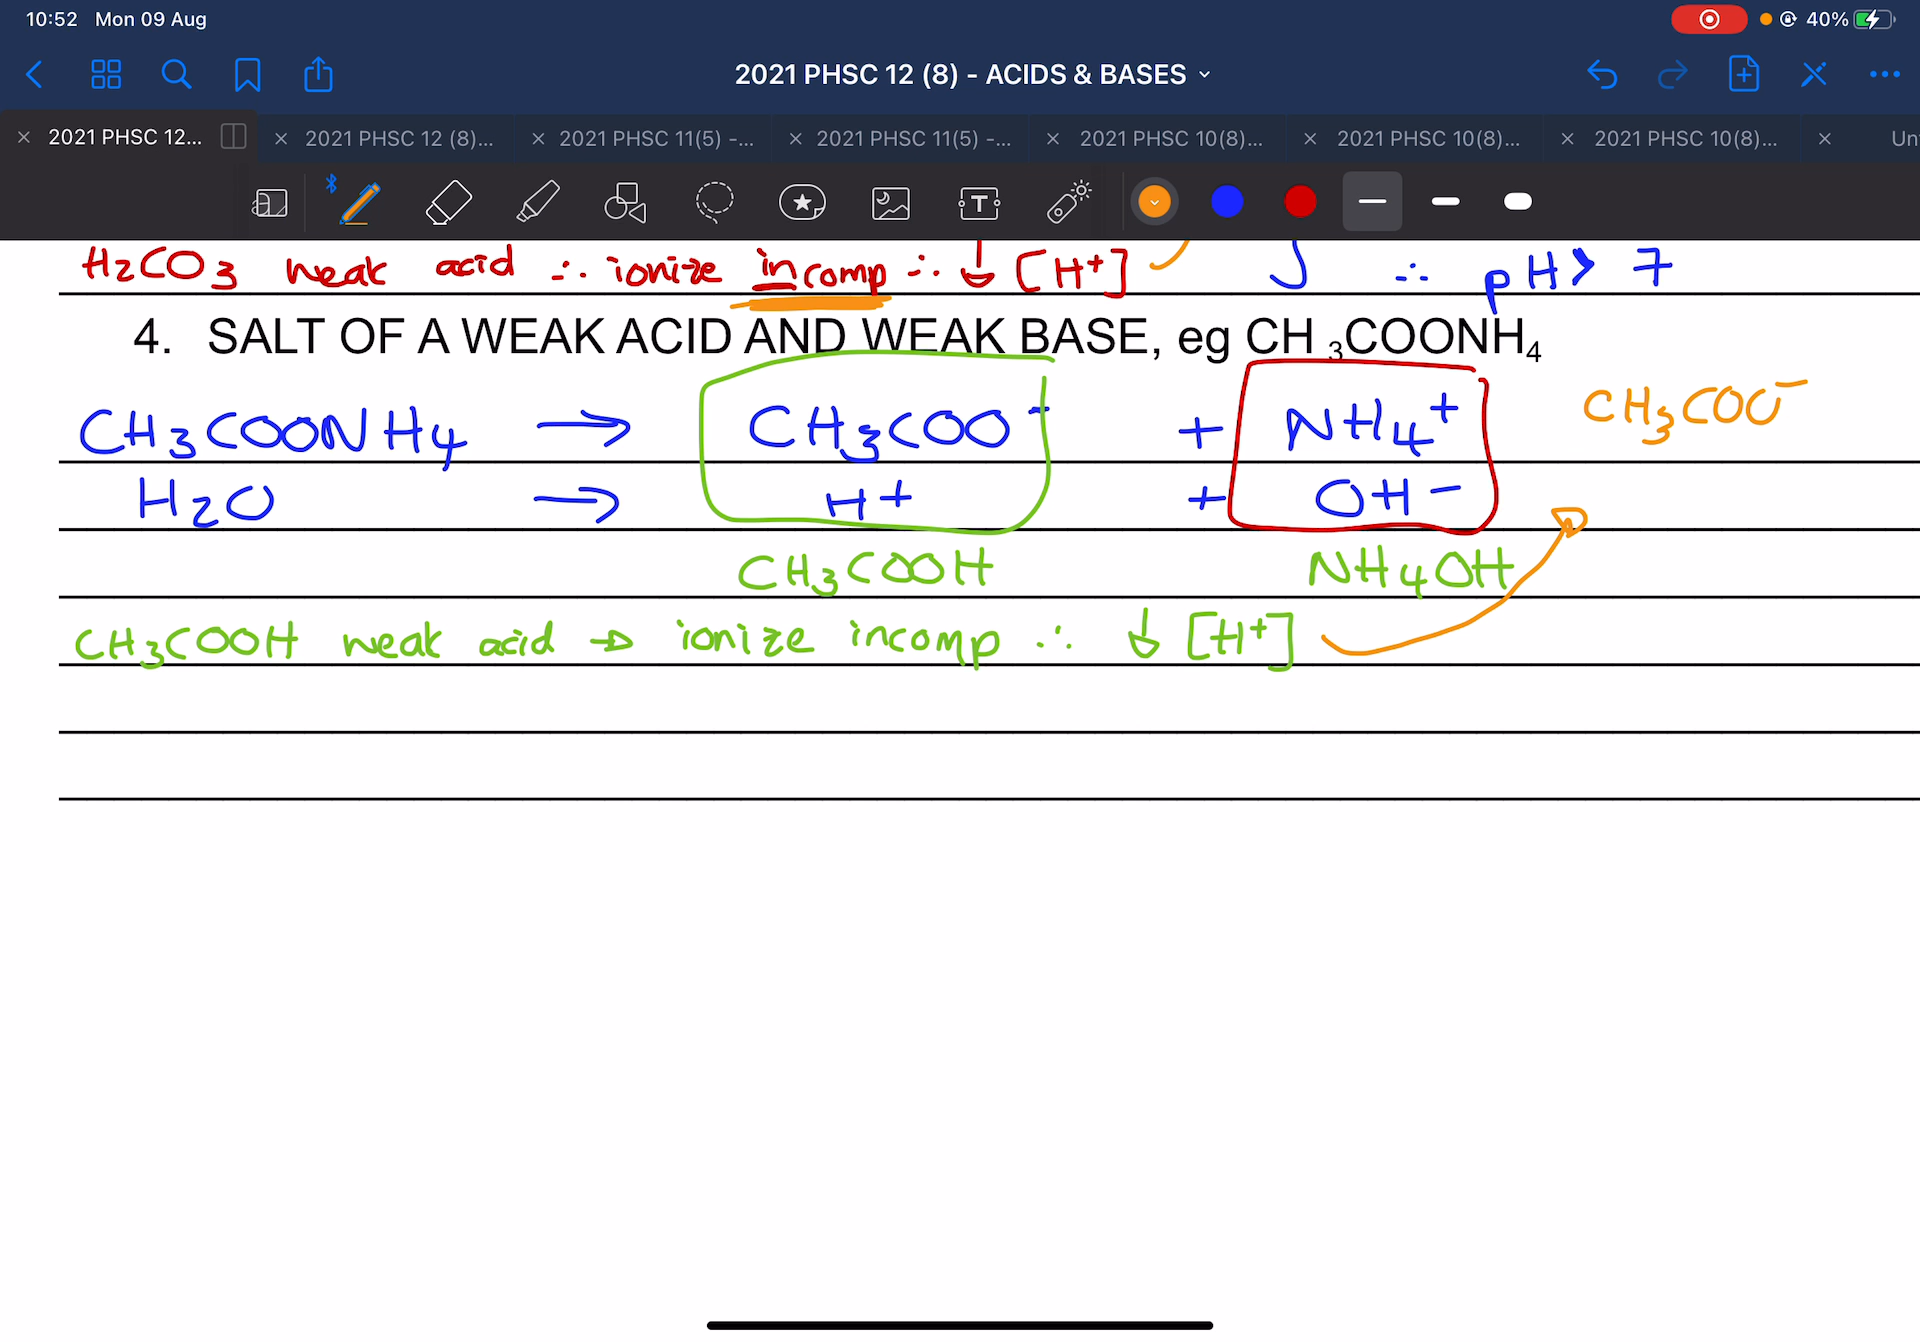 10:52 Mon 09 Aug 40%
2021 PHSC 12 (8) - ACIDS & BASES
2021 PHSC 12... 2021 PHSC 12 (8)... 2021 PHSC 11(5) -... 2021 PHSC 11(5) -... 2021 PHSC 10(8)... 2021 PHSC 10(8)... 2021 PHSC 10(8)... Un
H2CO3 weak acid ∴ ionize incomp ∴ ↓ [H+] ∴ pH > 7
4. SALT OF A WEAK ACID AND WEAK BASE, eg CH₃COONH₄
CH3COONH4 → CH3COO⁻ + NH4⁺ CH3COO⁻
H2O → H+ + OH⁻
CH3COOH NH4OH
CH3COOH weak acid → ionize incomp ∴ ↓ [H+]